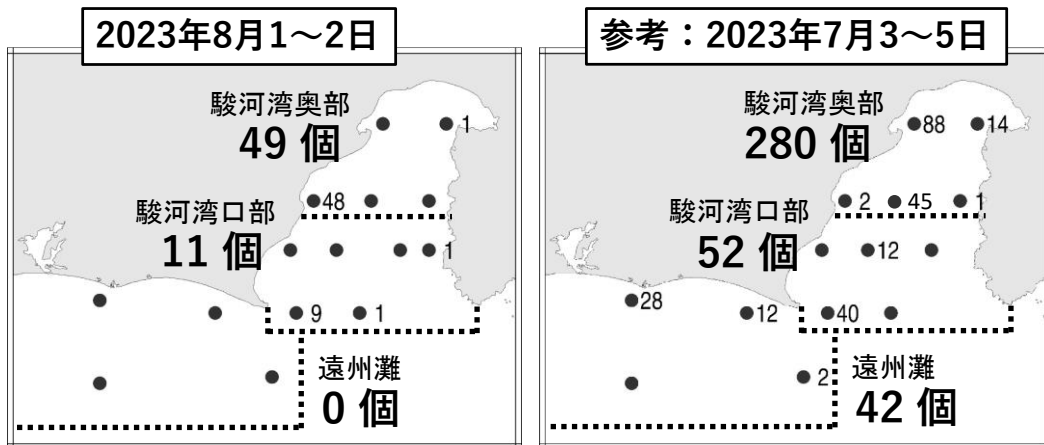 2023年8月1～2日
駿河湾奥部
49 個
1
48
駿河湾口部
11 個
1
9
1
遠州灘
0 個
参考：2023年7月3～5日
駿河湾奥部
280 個
88
14
2
45
1
駿河湾口部
52 個
12
28
12
40
2
遠州灘
42 個